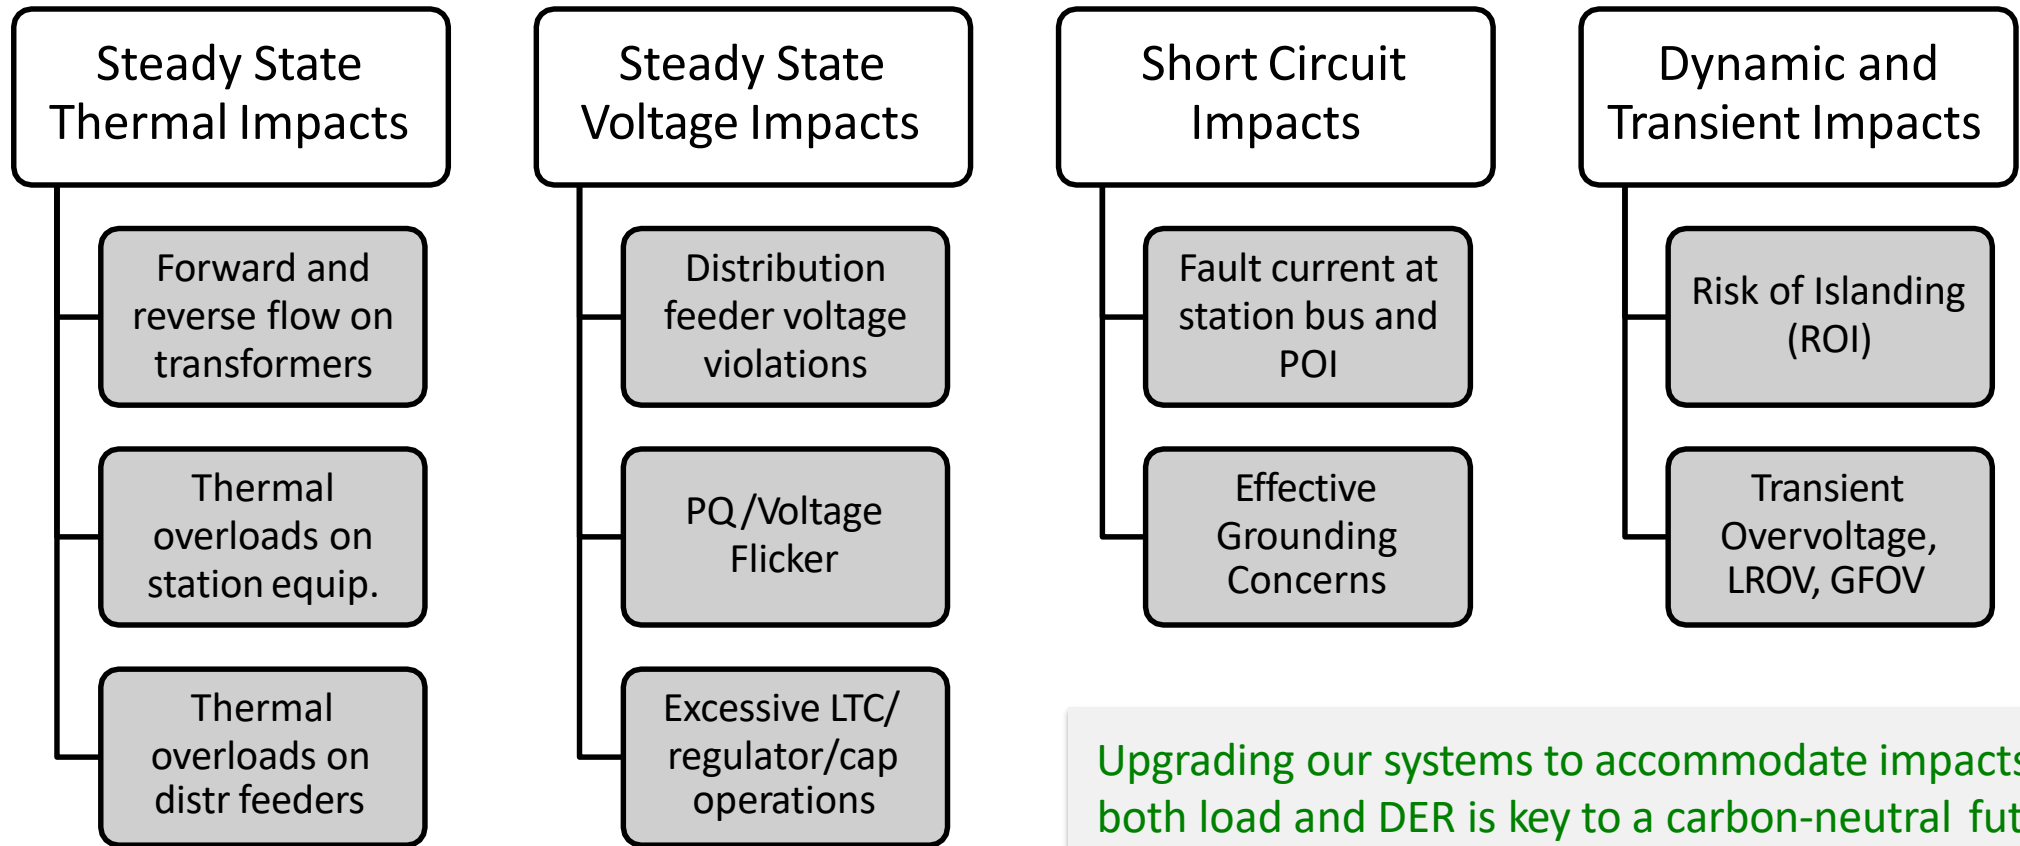 Steady State
Thermal Impacts
Forward and
reverse flow on
transformers
Thermal
overloads on
station equip.
Thermal
overloads on
distr feeders
Steady State
Voltage Impacts
Distribution
feeder voltage
violations
PQ/Voltage
Flicker
Excessive LTC/
regulator/cap
operations
Short Circuit
Impacts
Fault current at
station bus and
POI
Effective
Grounding
Concerns
Dynamic and
Transient Impacts
Risk of Islanding
(ROI)
Transient
Overvoltage,
LROV, GFOV
Upgrading our systems to accommodate impacts
both load and DER is key to a carbon-neutral fut